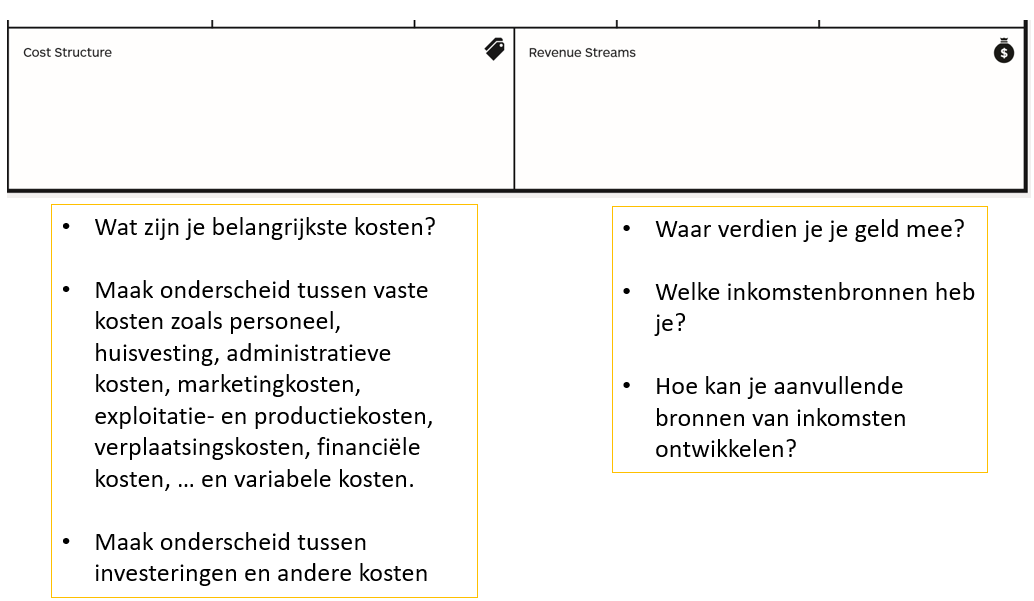 Cost Structure
Revenue Streams
$
• Wat zijn je belangrijkste kosten?
• Maak onderscheid tussen vaste
kosten zoals personeel,
huisvesting, administratieve
kosten, marketingkosten,
exploitatie- en productiekosten,
verplaatsingskosten, financiële
kosten, … en variabele kosten.
• Maak onderscheid tussen
investeringen en andere kosten
• Waar verdien je je geld mee?
• Welke inkomstenbronnen heb
je?
• Hoe kan je aanvullende
bronnen van inkomsten
ontwikkelen?